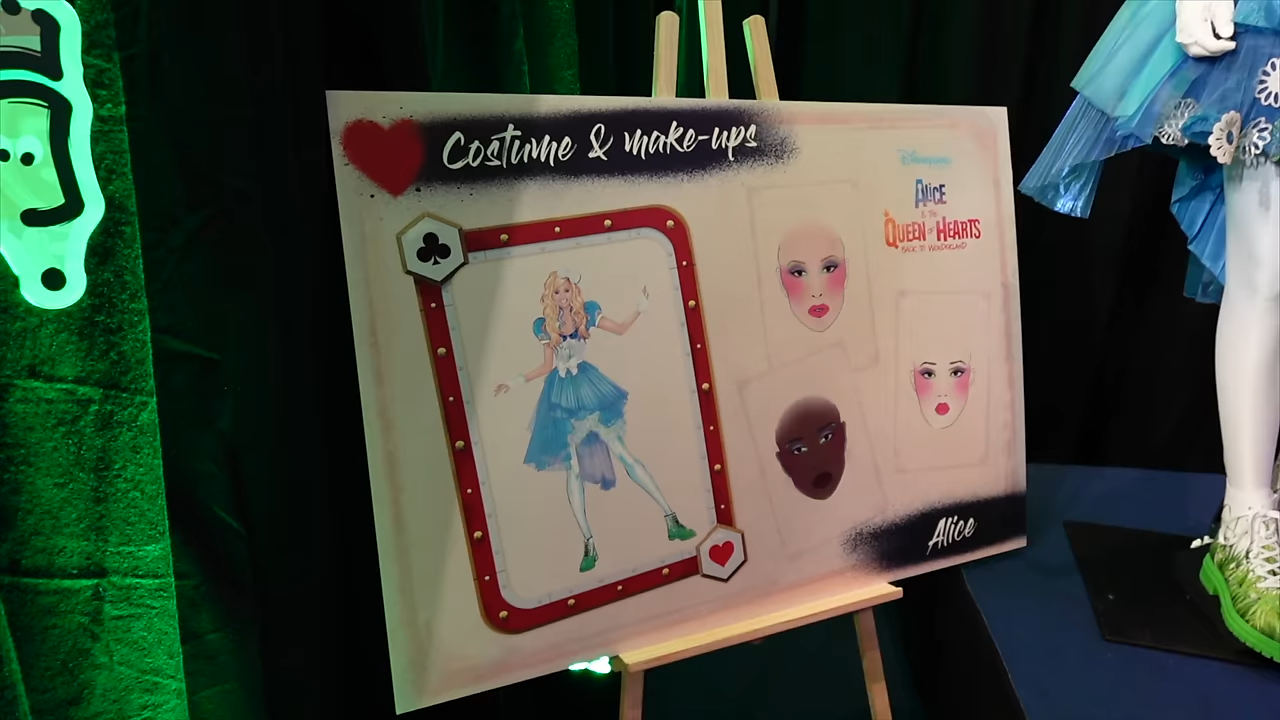 Costume & make-ups
Disneyland
ALICE
& THE
QUEEN OF HEARTS
BACK TO WONDERLAND
Alice